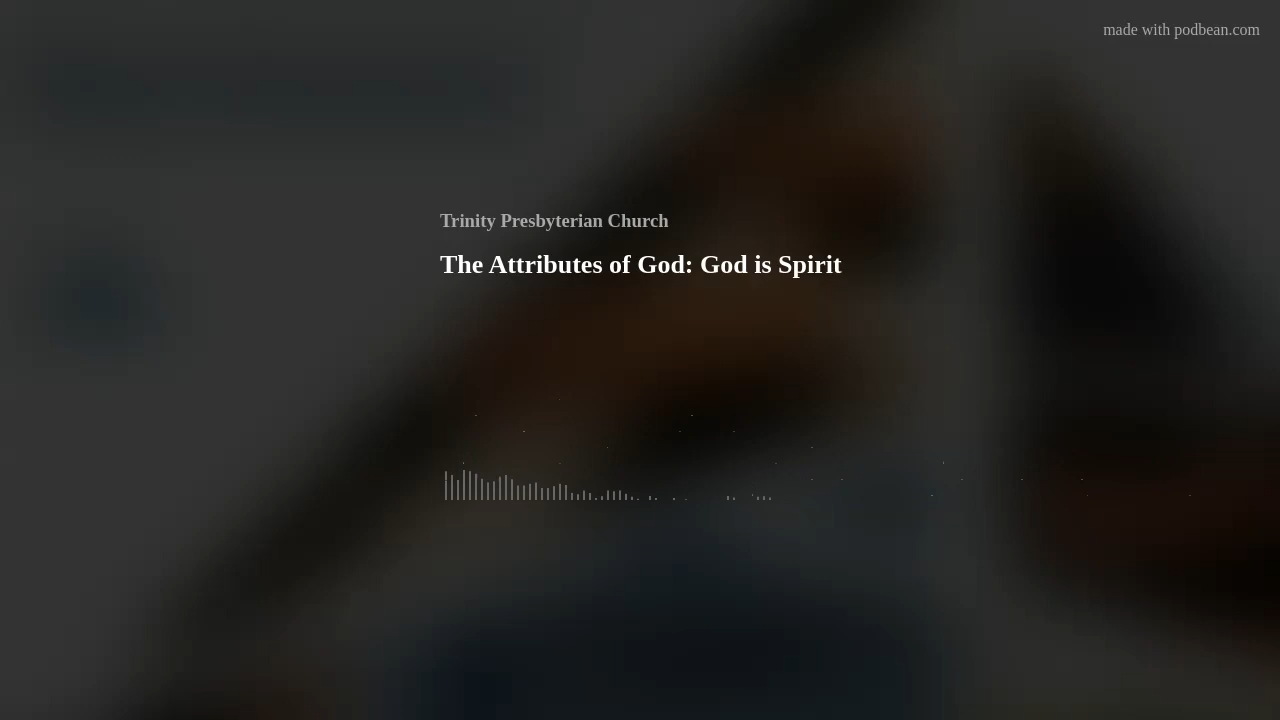 made with podbean.com
Trinity Presbyterian Church
The Attributes of God: God is Spirit